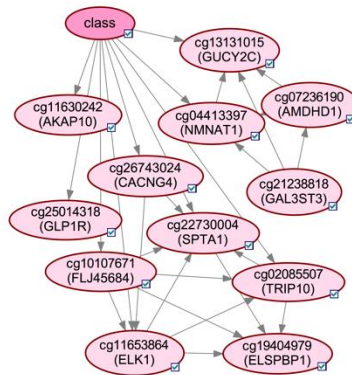 class
cg13131015
(GUCY2C)
cg07236190
(AMDHD1)
cg11630242
(AKAP10)
cg04413397
(NMNAT1)
cg26743024
(CACNG4)
cg21238818
(GAL3ST3)
cg25014318
(GLP1R)
cg22730004
(SPTA1)
cg10107671
(FLJ45684)
cg02085507
(TRIP10)
cg11653864
(ELK1)
cg19404979
(ELSPBP1)